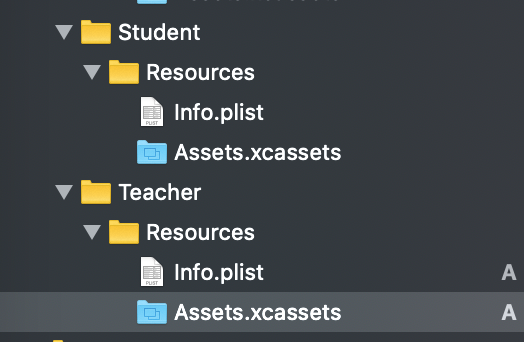 Student
Resources
Info.plist
Assets.xcassets
Teacher
Resources
Info.plist A
Assets.xcassets A